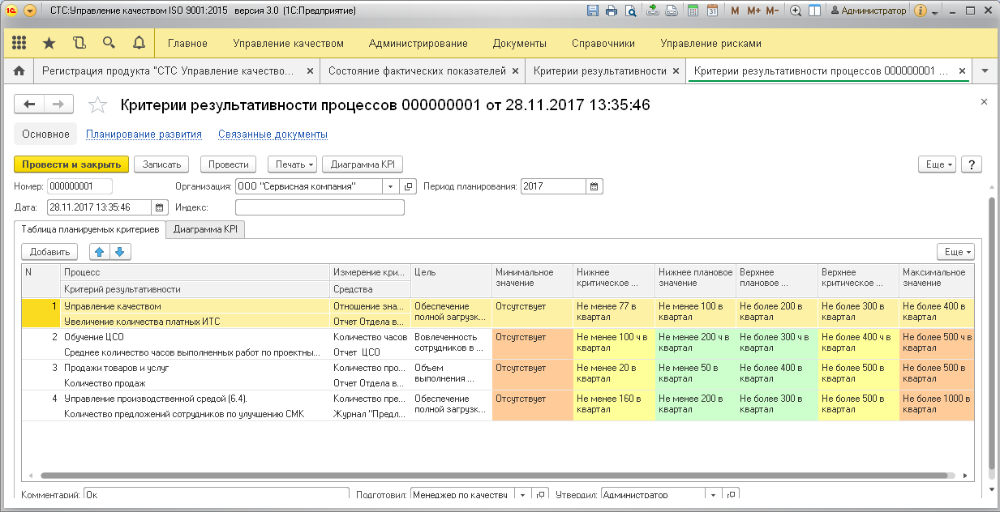 СТС:Управление качеством ISO 9001:2015 версия 3.0 (1С:Предприятие)
M M+ M- Администратор
Главное Управление качеством Администрирование Документы Справочники Управление рисками
Регистрация продукта "СТС Управление качество... Состояние фактических показателей Критерии результативности Критерии результативности процессов 000000001 ...
Критерии результативности процессов 000000001 от 28.11.2017 13:35:46
Основное Планирование развития Связанные документы
Провести и закрыть Записать Провести Печать Диаграмма KPI Еще ?
Номер: 000000001 Организация: ООО "Сервисная компания" Период планирования: 2017
Дата: 28.11.2017 13:35:46 Индекс:
Таблица планируемых критериев Диаграмма KPI
Добавить Еще
N Процесс Измерение кри... Цель Минимальное Нижнее Нижнее плановое Верхнее Верхнее Максимальное
значение критическое ... значение плановое ... критическое ... значение
Критерий результативности Средства
1 Управление качеством Отношение зна... Обеспечение Отсутствует Не менее 77 в Не менее 100 в Не более 200 в Не более 300 в Не более 400 в
полной загрузк... квартал квартал квартал квартал квартал
Увеличение количества платных ИТС Отчет Отдела в...
2 Обучение ЦСО Количество часов Вовлеченность Отсутствует Не менее 100 ч в Не менее 200 ч в Не более 300 ч в Не более 400 ч в Не более 500 ч в
сотрудников в ... квартал квартал квартал квартал квартал
Среднее количество часов выполненных работ по проектны... Отчет ЦСО
3 Продажи товаров и услуг Количество про... Объем Отсутствует Не менее 20 в Не менее 50 в Не более 400 в Не более 500 в Не более 500 в
выполнения ... квартал квартал квартал квартал квартал
Количество продаж Отчет Отдела в...
4 Управление производственной средой (6.4). Количество пре... Обеспечение Отсутствует Не менее 160 в Не менее 200 в Не более 300 в Не более 500 в Не более 1000 в
полной загрузк... квартал квартал квартал квартал квартал
Количество предложений сотрудников по улучшению СМК Журнал "Предл...
Комментарий: Ок Подготовил: Менеджер по качеству Утвердил: Администратор